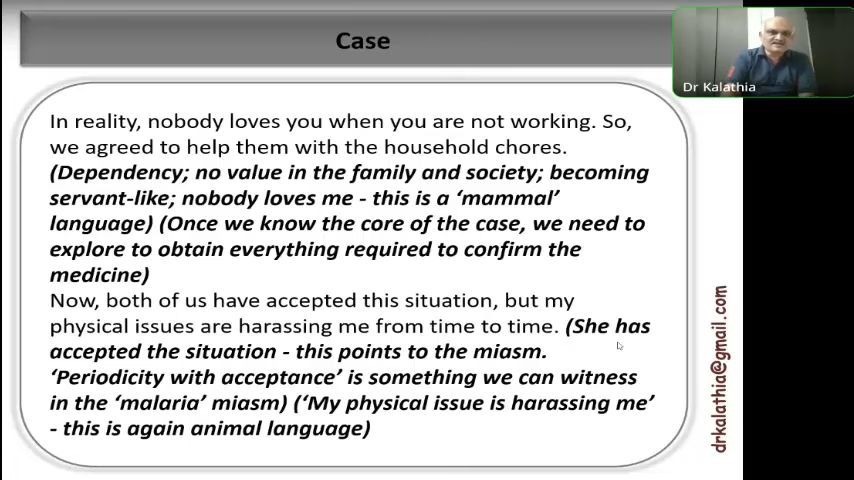 Case
Dr Kalathia
In reality, nobody loves you when you are not working. So,
we agreed to help them with the household chores.
(Dependency; no value in the family and society; becoming
servant-like; nobody loves me - this is a ‘mammal’
language) (Once we know the core of the case, we need to
explore to obtain everything required to confirm the
medicine)
Now, both of us have accepted this situation, but my
physical issues are harassing me from time to time. (She has
accepted the situation - this points to the miasm.
‘Periodicity with acceptance’ is something we can witness
in the ‘malaria’ miasm) (‘My physical issue is harassing me’
- this is again animal language)
drkalathia@gmail.com